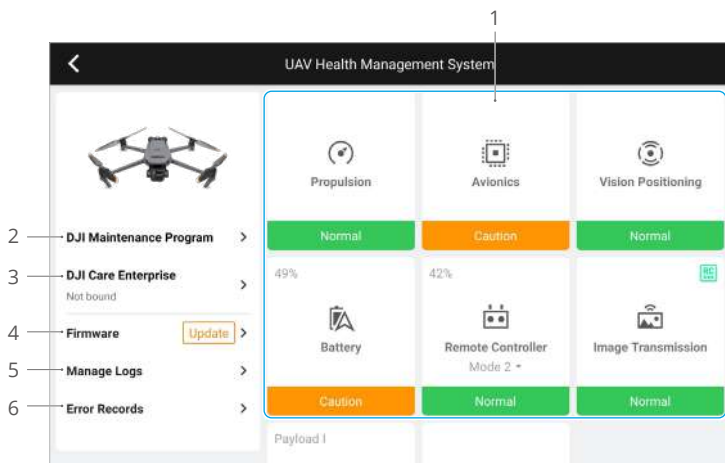 1
UAV Health Management System
2
DJI Maintenance Program
3
DJI Care Enterprise
Not bound
4
Firmware
Update
5
Manage Logs
6
Error Records
Propulsion
Normal
Avionics
Caution
Vision Positioning
Normal
49%
Battery
Caution
42%
Remote Controller
Mode 2
Normal
RC
Image Transmission
Normal
Payload I